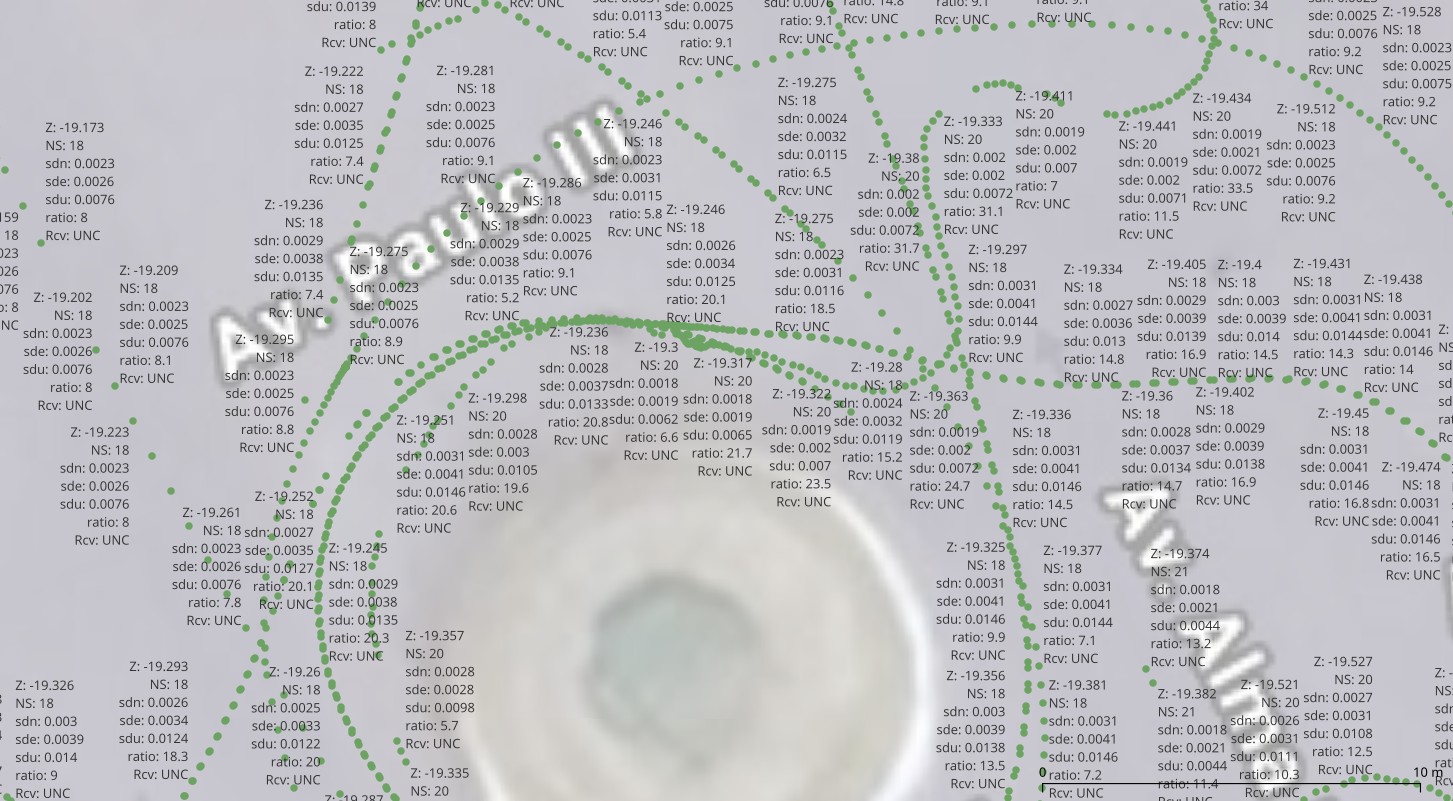 sdu: 0.0139
ratio: 8
Rcv: UNC
Rcv: UNC
Rcv: UNC
sdu: 0.0113
ratio: 5.4
Rcv: UNC
sde: 0.0025
sdu: 0.0075
ratio: 9.1
Rcv: UNC
sdu: 0.0076
ratio: 9.1
Rcv: UNC
ratio: 14.8
Rcv: UNC
ratio: 9.1
Rcv: UNC
ratio: 9.1
Rcv: UNC
ratio: 34
Rcv: UNC
sde: 0.0025
sdu: 0.0076
ratio: 9.2
Rcv: UNC
Z: -19.528
NS: 18
sdn: 0.0023
sde: 0.0025
sdu: 0.0075
ratio: 9.2
Rcv: UNC
Z: -19.222
NS: 18
sdn: 0.0027
sde: 0.0035
sdu: 0.0125
ratio: 7.4
Rcv: UNC
Z: -19.281
NS: 18
sdn: 0.0023
sde: 0.0025
sdu: 0.0076
ratio: 9.1
Rcv: UNC
Z: -19.275
NS: 18
sdn: 0.0024
sde: 0.0032
sdu: 0.0115
ratio: 6.5
Rcv: UNC
Z: -19.411
NS: 20
sdn: 0.0019
sde: 0.002
sdu: 0.007
ratio: 7
Rcv: UNC
Z: -19.434
NS: 20
sdn: 0.0019
sde: 0.0021
sdu: 0.0072
ratio: 33.5
Rcv: UNC
Z: -19.512
NS: 18
sdn: 0.0023
sde: 0.0025
sdu: 0.0076
ratio: 9.2
Rcv: UNC
Z: -19.173
NS: 18
sdn: 0.0023
sde: 0.0026
sdu: 0.0076
ratio: 8
Rcv: UNC
Z: -19.246
NS: 18
sdn: 0.0023
sde: 0.0031
sdu: 0.0115
ratio: 5.8
Rcv: UNC
Z: -19.333
NS: 20
sdn: 0.002
sde: 0.002
sdu: 0.0072
ratio: 31.1
Rcv: UNC
Z: -19.441
NS: 20
sdn: 0.0019
sde: 0.002
sdu: 0.0071
ratio: 11.5
Rcv: UNC
Z: -19.38
NS: 20
sdn: 0.002
sde: 0.002
sdu: 0.0072
ratio: 31.7
Rcv: UNC
Av. Paulo III
Z: -19.286
NS: 18
sdn: 0.0023
sde: 0.0025
sdu: 0.0076
ratio: 9.1
Rcv: UNC
Z: -19.236
NS: 18
sdn: 0.0029
sde: 0.0038
sdu: 0.0135
ratio: 7.4
Rcv: UNC
Z: -19.229
NS: 18
sdn: 0.0029
sde: 0.0038
sdu: 0.0135
ratio: 5.2
Rcv: UNC
Z: -19.246
NS: 18
sdn: 0.0026
sde: 0.0034
sdu: 0.0125
ratio: 20.1
Rcv: UNC
Z: -19.275
NS: 18
sdn: 0.0023
sde: 0.0031
sdu: 0.0116
ratio: 18.5
Rcv: UNC
Z: -19.275
NS: 18
sdn: 0.0023
sde: 0.0025
sdu: 0.0076
ratio: 8.9
Rcv: UNC
Z: -19.297
NS: 18
sdn: 0.0031
sde: 0.0041
sdu: 0.0144
ratio: 9.9
Rcv: UNC
Z: -19.334
NS: 18
sdn: 0.0027
sde: 0.0036
sdu: 0.013
ratio: 14.8
Rcv: UNC
Z: -19.405
NS: 18
sdn: 0.0029
sde: 0.0039
sdu: 0.0139
ratio: 16.9
Rcv: UNC
Z: -19.4
NS: 18
sdn: 0.003
sde: 0.0039
sdu: 0.014
ratio: 14.5
Rcv: UNC
Z: -19.431
NS: 18
sdn: 0.0031
sde: 0.0041
sdu: 0.0144
ratio: 14.3
Rcv: UNC
Z: -19.438
NS: 18
sdn: 0.0031
sde: 0.0041
sdu: 0.0146
ratio: 14
Rcv: UNC
Z: -19.209
NS: 18
sdn: 0.0023
sde: 0.0025
sdu: 0.0076
ratio: 8.1
Rcv: UNC
Z: -19.202
NS: 18
sdn: 0.0023
sde: 0.0026
sdu: 0.0076
ratio: 8
Rcv: UNC
Z: -19.295
NS: 18
sdn: 0.0023
sde: 0.0025
sdu: 0.0076
ratio: 8.8
Rcv: UNC
Z: -19.236
NS: 18
sdn: 0.0028
sde: 0.0037
sdu: 0.0133
ratio: 20.8
Rcv: UNC
Z: -19.3
NS: 20
sdn: 0.0018
sde: 0.0019
sdu: 0.0062
ratio: 6.6
Rcv: UNC
Z: -19.317
NS: 20
sdn: 0.0018
sde: 0.0019
sdu: 0.0065
ratio: 21.7
Rcv: UNC
Z: -19.322
NS: 20
sdn: 0.0019
sde: 0.002
sdu: 0.007
ratio: 23.5
Rcv: UNC
Z: -19.28
NS: 18
sdn: 0.0024
sde: 0.0032
sdu: 0.0119
ratio: 15.2
Rcv: UNC
Z: -19.363
NS: 20
sdn: 0.0019
sde: 0.002
sdu: 0.0072
ratio: 24.7
Rcv: UNC
Z: -19.298
NS: 20
sdn: 0.0028
sde: 0.003
sdu: 0.0105
ratio: 19.6
Rcv: UNC
Z: -19.251
NS: 18
sdn: 0.0031
sde: 0.0041
sdu: 0.0146
ratio: 20.6
Rcv: UNC
Z: -19.336
NS: 18
sdn: 0.0031
sde: 0.0041
sdu: 0.0146
ratio: 14.5
Rcv: UNC
Z: -19.36
NS: 18
sdn: 0.0028
sde: 0.0037
sdu: 0.0134
ratio: 14.7
Rcv: UNC
Z: -19.402
NS: 18
sdn: 0.0029
sde: 0.0039
sdu: 0.0138
ratio: 16.9
Rcv: UNC
Z: -19.45
NS: 18
sdn: 0.0031
sde: 0.0041
sdu: 0.0146
ratio: 16.8
Rcv: UNC
Z: -19.474
NS: 18
sdn: 0.0031
sde: 0.0041
sdu: 0.0146
ratio: 16.5
Rcv: UNC
Z: -19.223
NS: 18
sdn: 0.0023
sde: 0.0026
sdu: 0.0076
ratio: 8
Rcv: UNC
Z: -19.261
NS: 18
sdn: 0.0023
sde: 0.0026
sdu: 0.0076
ratio: 7.8
Rcv: UNC
Z: -19.252
NS: 18
sdn: 0.0027
sde: 0.0035
sdu: 0.0127
ratio: 20.1
Rcv: UNC
Z: -19.245
NS: 18
sdn: 0.0029
sde: 0.0038
sdu: 0.0135
ratio: 20.3
Rcv: UNC
Z: -19.325
NS: 18
sdn: 0.0031
sde: 0.0041
sdu: 0.0146
ratio: 9.9
Rcv: UNC
Z: -19.377
NS: 18
sdn: 0.0031
sde: 0.0041
sdu: 0.0144
ratio: 7.1
Rcv: UNC
Z: -19.374
NS: 21
sdn: 0.0018
sde: 0.0021
sdu: 0.0044
ratio: 13.2
Rcv: UNC
Av. Alme
Z: -19.357
NS: 20
sdn: 0.0028
sde: 0.0028
sdu: 0.0098
ratio: 5.7
Rcv: UNC
Z: -19.326
NS: 18
sdn: 0.003
sde: 0.0039
sdu: 0.014
ratio: 9
Rcv: UNC
Z: -19.293
NS: 18
sdn: 0.0026
sde: 0.0034
sdu: 0.0124
ratio: 18.3
Rcv: UNC
Z: -19.26
NS: 18
sdn: 0.0025
sde: 0.0033
sdu: 0.0122
ratio: 20
Rcv: UNC
Z: -19.356
NS: 18
sdn: 0.003
sde: 0.0039
sdu: 0.0138
ratio: 13.5
Rcv: UNC
Z: -19.381
NS: 18
sdn: 0.0031
sde: 0.0041
sdu: 0.0146
ratio: 7.2
Rcv: UNC
Z: -19.382
NS: 21
sdn: 0.0018
sde: 0.0021
sdu: 0.0044
ratio: 11.4
Z: -19.521
NS: 20
sdn: 0.0026
sde: 0.0031
sdu: 0.0111
ratio: 10.3
Rcv: UNC
Z: -19.527
NS: 20
sdn: 0.0027
sde: 0.0031
sdu: 0.0108
ratio: 12.5
Rcv: UNC
Z: -19.335
NS: 20
Z: -19.287
0
10 m